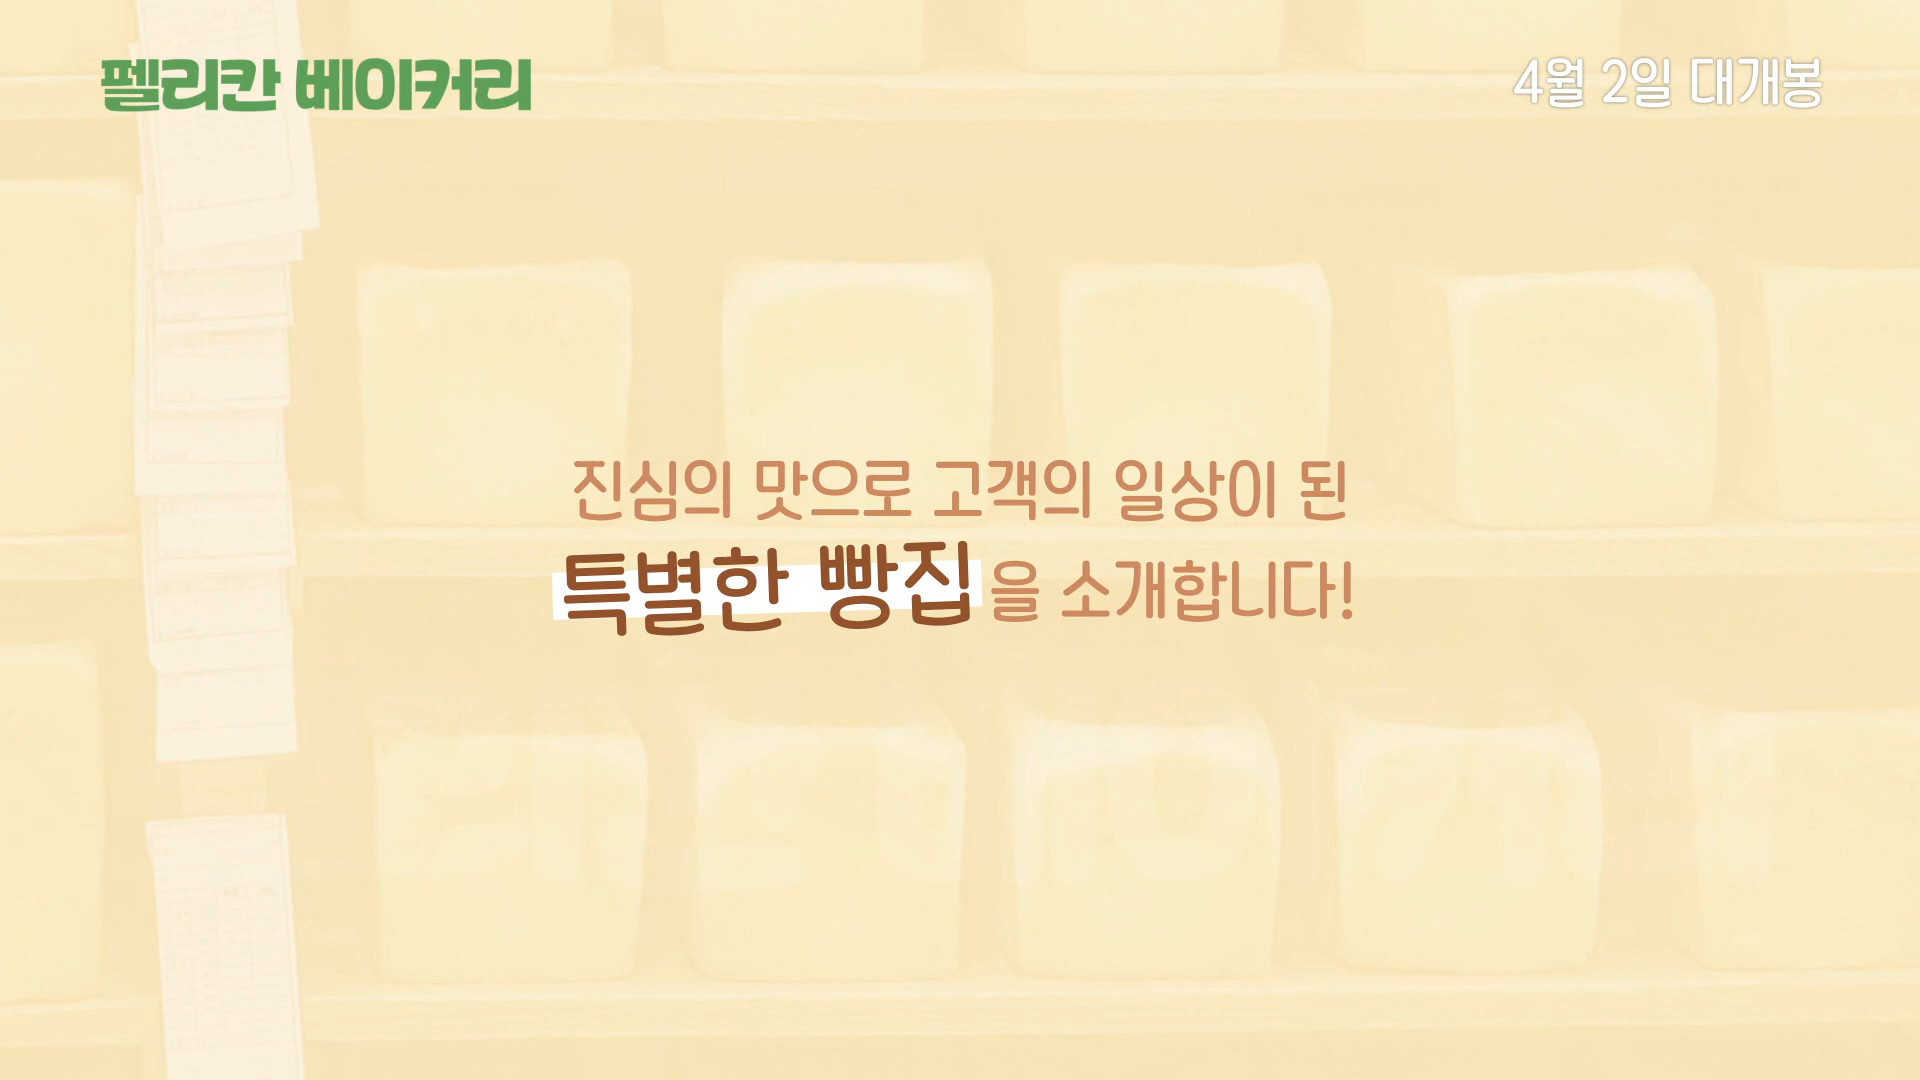 펠리칸 베이커리
4월 2일 대개봉
진심의 맛으로 고객의 일상이 된
특별한 빵집을 소개합니다!